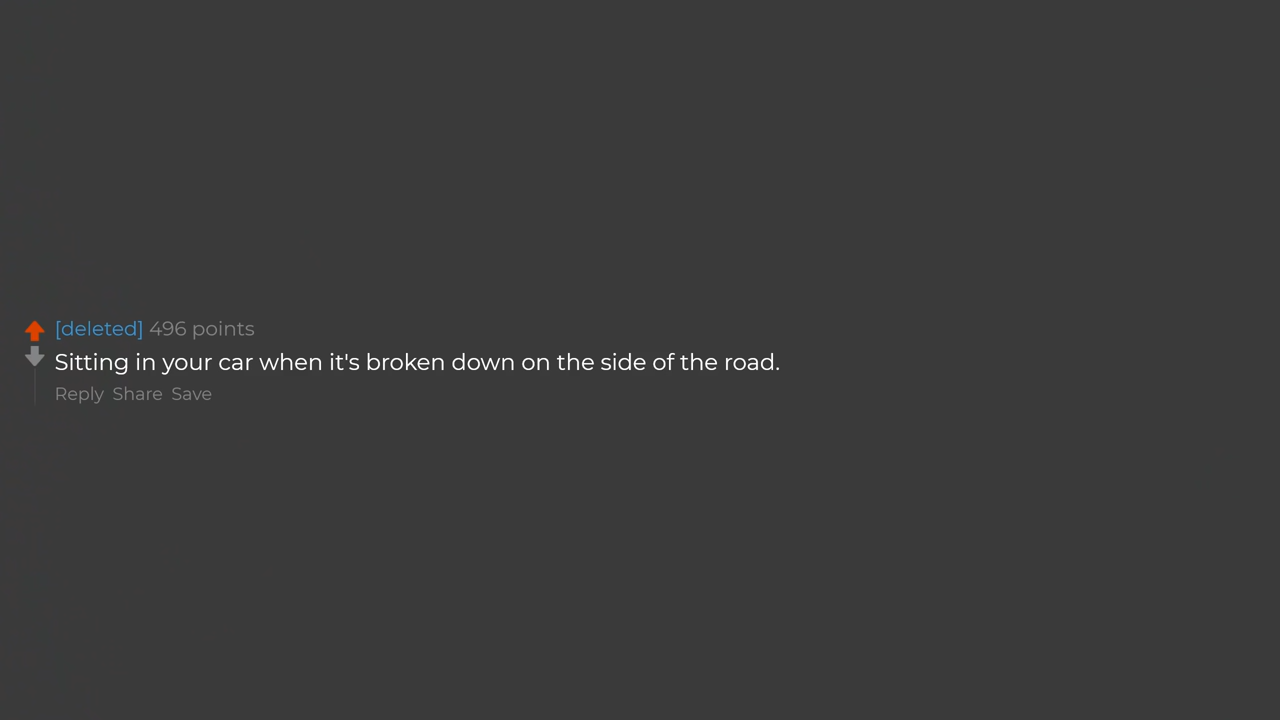 [deleted] 496 points
Sitting in your car when it's broken down on the side of the road.
Reply Share Save